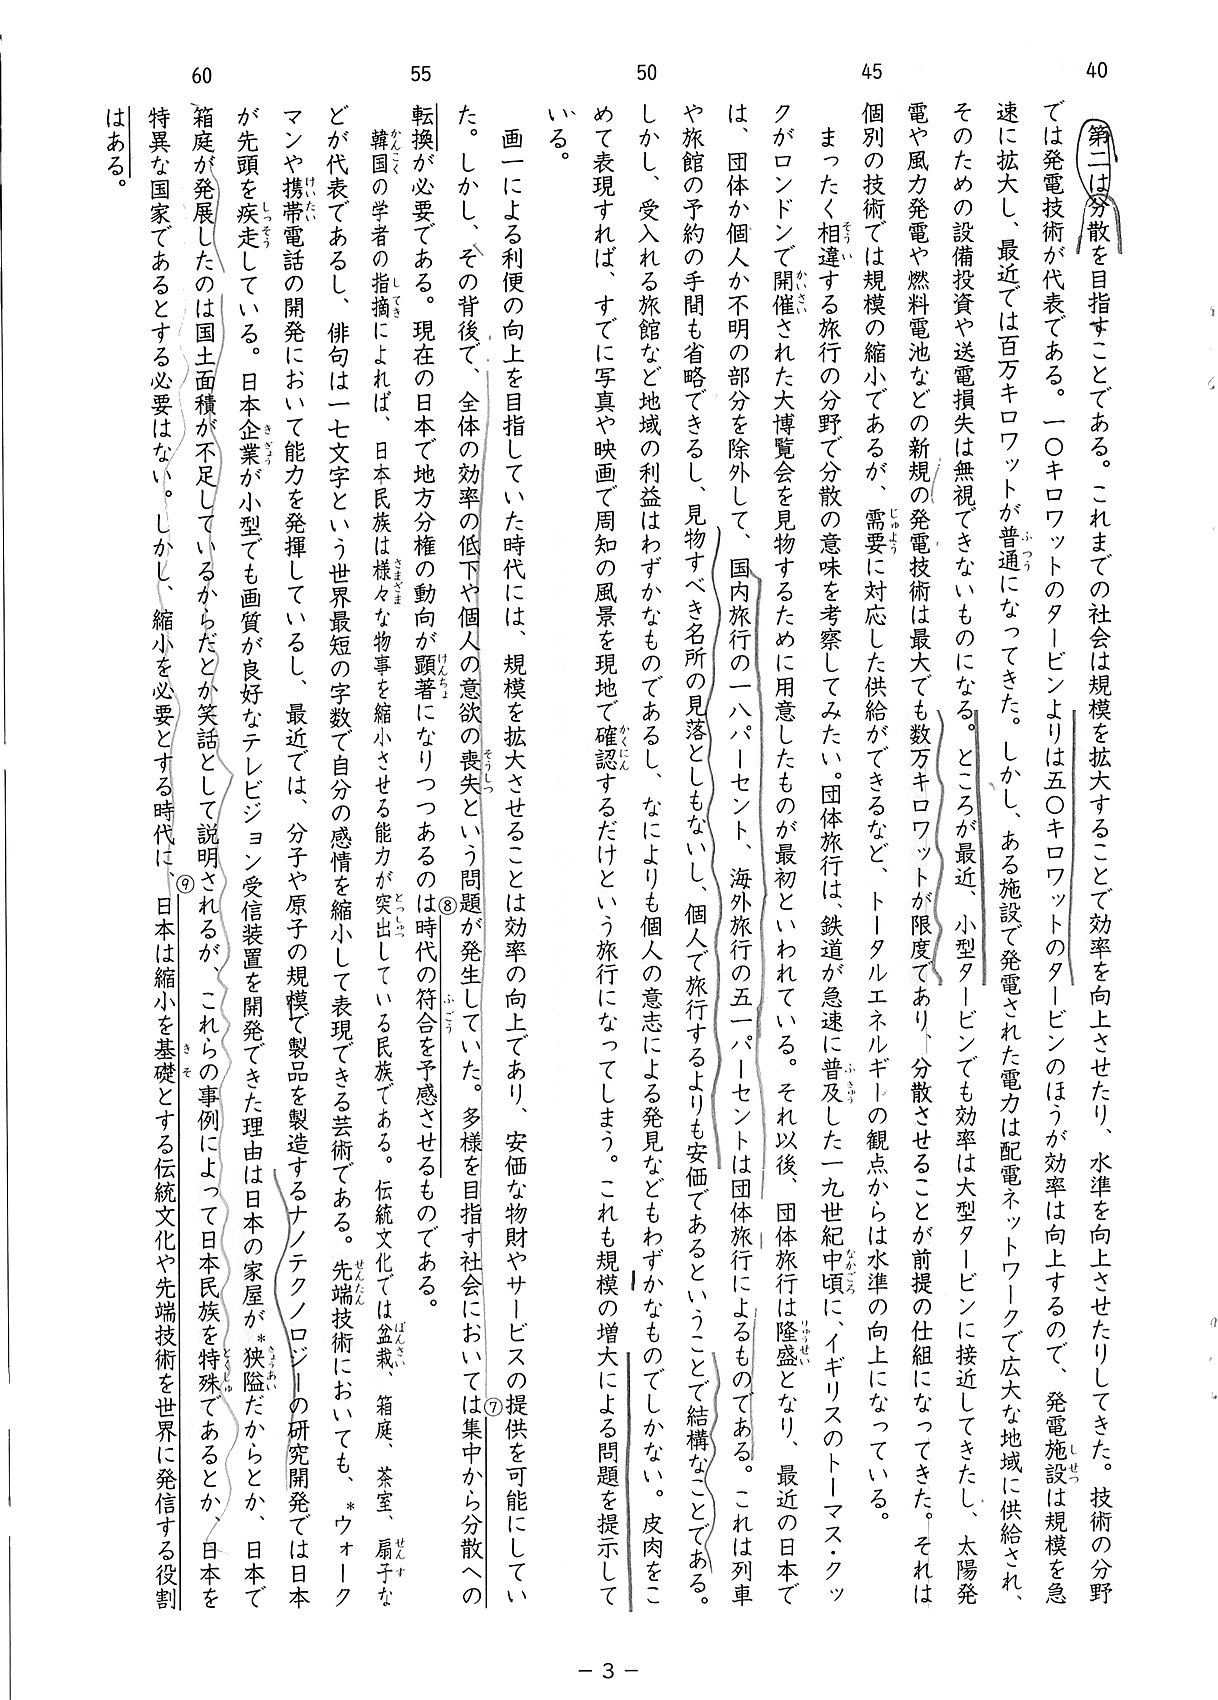 40
45
50
55
60
第二は分散を目指すことである。これまでの社会は規模を拡大することで効率を向上させたり、水準を向上させたりしてきた。技術の分野
では発電技術が代表である。一〇キロワットのタービンよりは五〇キロワットのタービンのほうが効率は向上するので、発電施設は規模を急
速に拡大し、最近では百万キロワットが普通になってきた。しかし、ある施設で発電された電力は配電ネットワークで広大な地域に供給され、
そのための設備投資や送電損失は無視できないものになる。ところが最近、小型タービンでも効率は大型タービンに接近してきたし、太陽発
電や風力発電や燃料電池などの新規の発電技術は最大でも数万キロワットが限度であり、分散させることが前提の仕組になってきた。それは
個別の技術では規模の縮小であるが、需要に対応した供給ができるなど、トータルエネルギーの観点からは水準の向上になっている。
まったく相違する旅行の分野で分散の意味を考察してみたい。団体旅行は、鉄道が急速に普及した一九世紀中頃に、イギリスのトーマス・クッ
クがロンドンで開催された大博覧会を見物するために用意したものが最初といわれている。それ以後、団体旅行は隆盛となり、最近の日本で
は、団体か個人か不明の部分を除外して、国内旅行の一八パーセント、海外旅行の五一パーセントは団体旅行によるものである。これは列車
や旅館の予約の手間も省略できるし、見物すべき名所の見落としもないし、個人で旅行するよりも安価であるということで結構なことである。
しかし、受入れる旅館など地域の利益はわずかなものであるし、なによりも個人の意志による発見などもわずかなものでしかない。皮肉をこ
めて表現すれば、すでに写真や映画で周知の風景を現地で確認するだけという旅行になってしまう。これも規模の増大による問題を提示して
いる。
画一による利便の向上を目指していた時代には、規模を拡大させることは効率の向上であり、安価な物財やサービスの提供を可能にしてい
た。しかし、その背後で、全体の効率の低下や個人の意欲の喪失という問題が発生していた。多様を目指す社会においては⑦集中から分散への
転換が必要である。現在の日本で地方分権の動向が顕著になりつつあるのは⑧時代の符合を予感させるものである。
韓国の学者の指摘によれば、日本民族は様々な物事を縮小させる能力が突出している民族である。伝統文化では盆栽、箱庭、茶室、扇子な
どが代表であるし、俳句は一七文字という世界最短の字数で自分の感情を縮小して表現できる芸術である。先端技術においても、*ウォーク
マンや携帯電話の開発において能力を発揮しているし、最近では、分子や原子の規模で製品を製造するナノテクノロジーの研究開発では日本
が先頭を疾走している。日本企業が小型でも画質が良好なテレビジョン受信装置を開発できた理由は日本の家屋が*狭隘だからとか、日本で
箱庭が発展したのは国土面積が不足しているからだとか笑話として説明されるが、これらの事例によって日本民族を特殊であるとか、日本を
特異な国家であるとする必要はない。しかし、縮小を必要とする時代に、⑨日本は縮小を基礎とする伝統文化や先端技術を世界に発信する役割
はある。
－3－